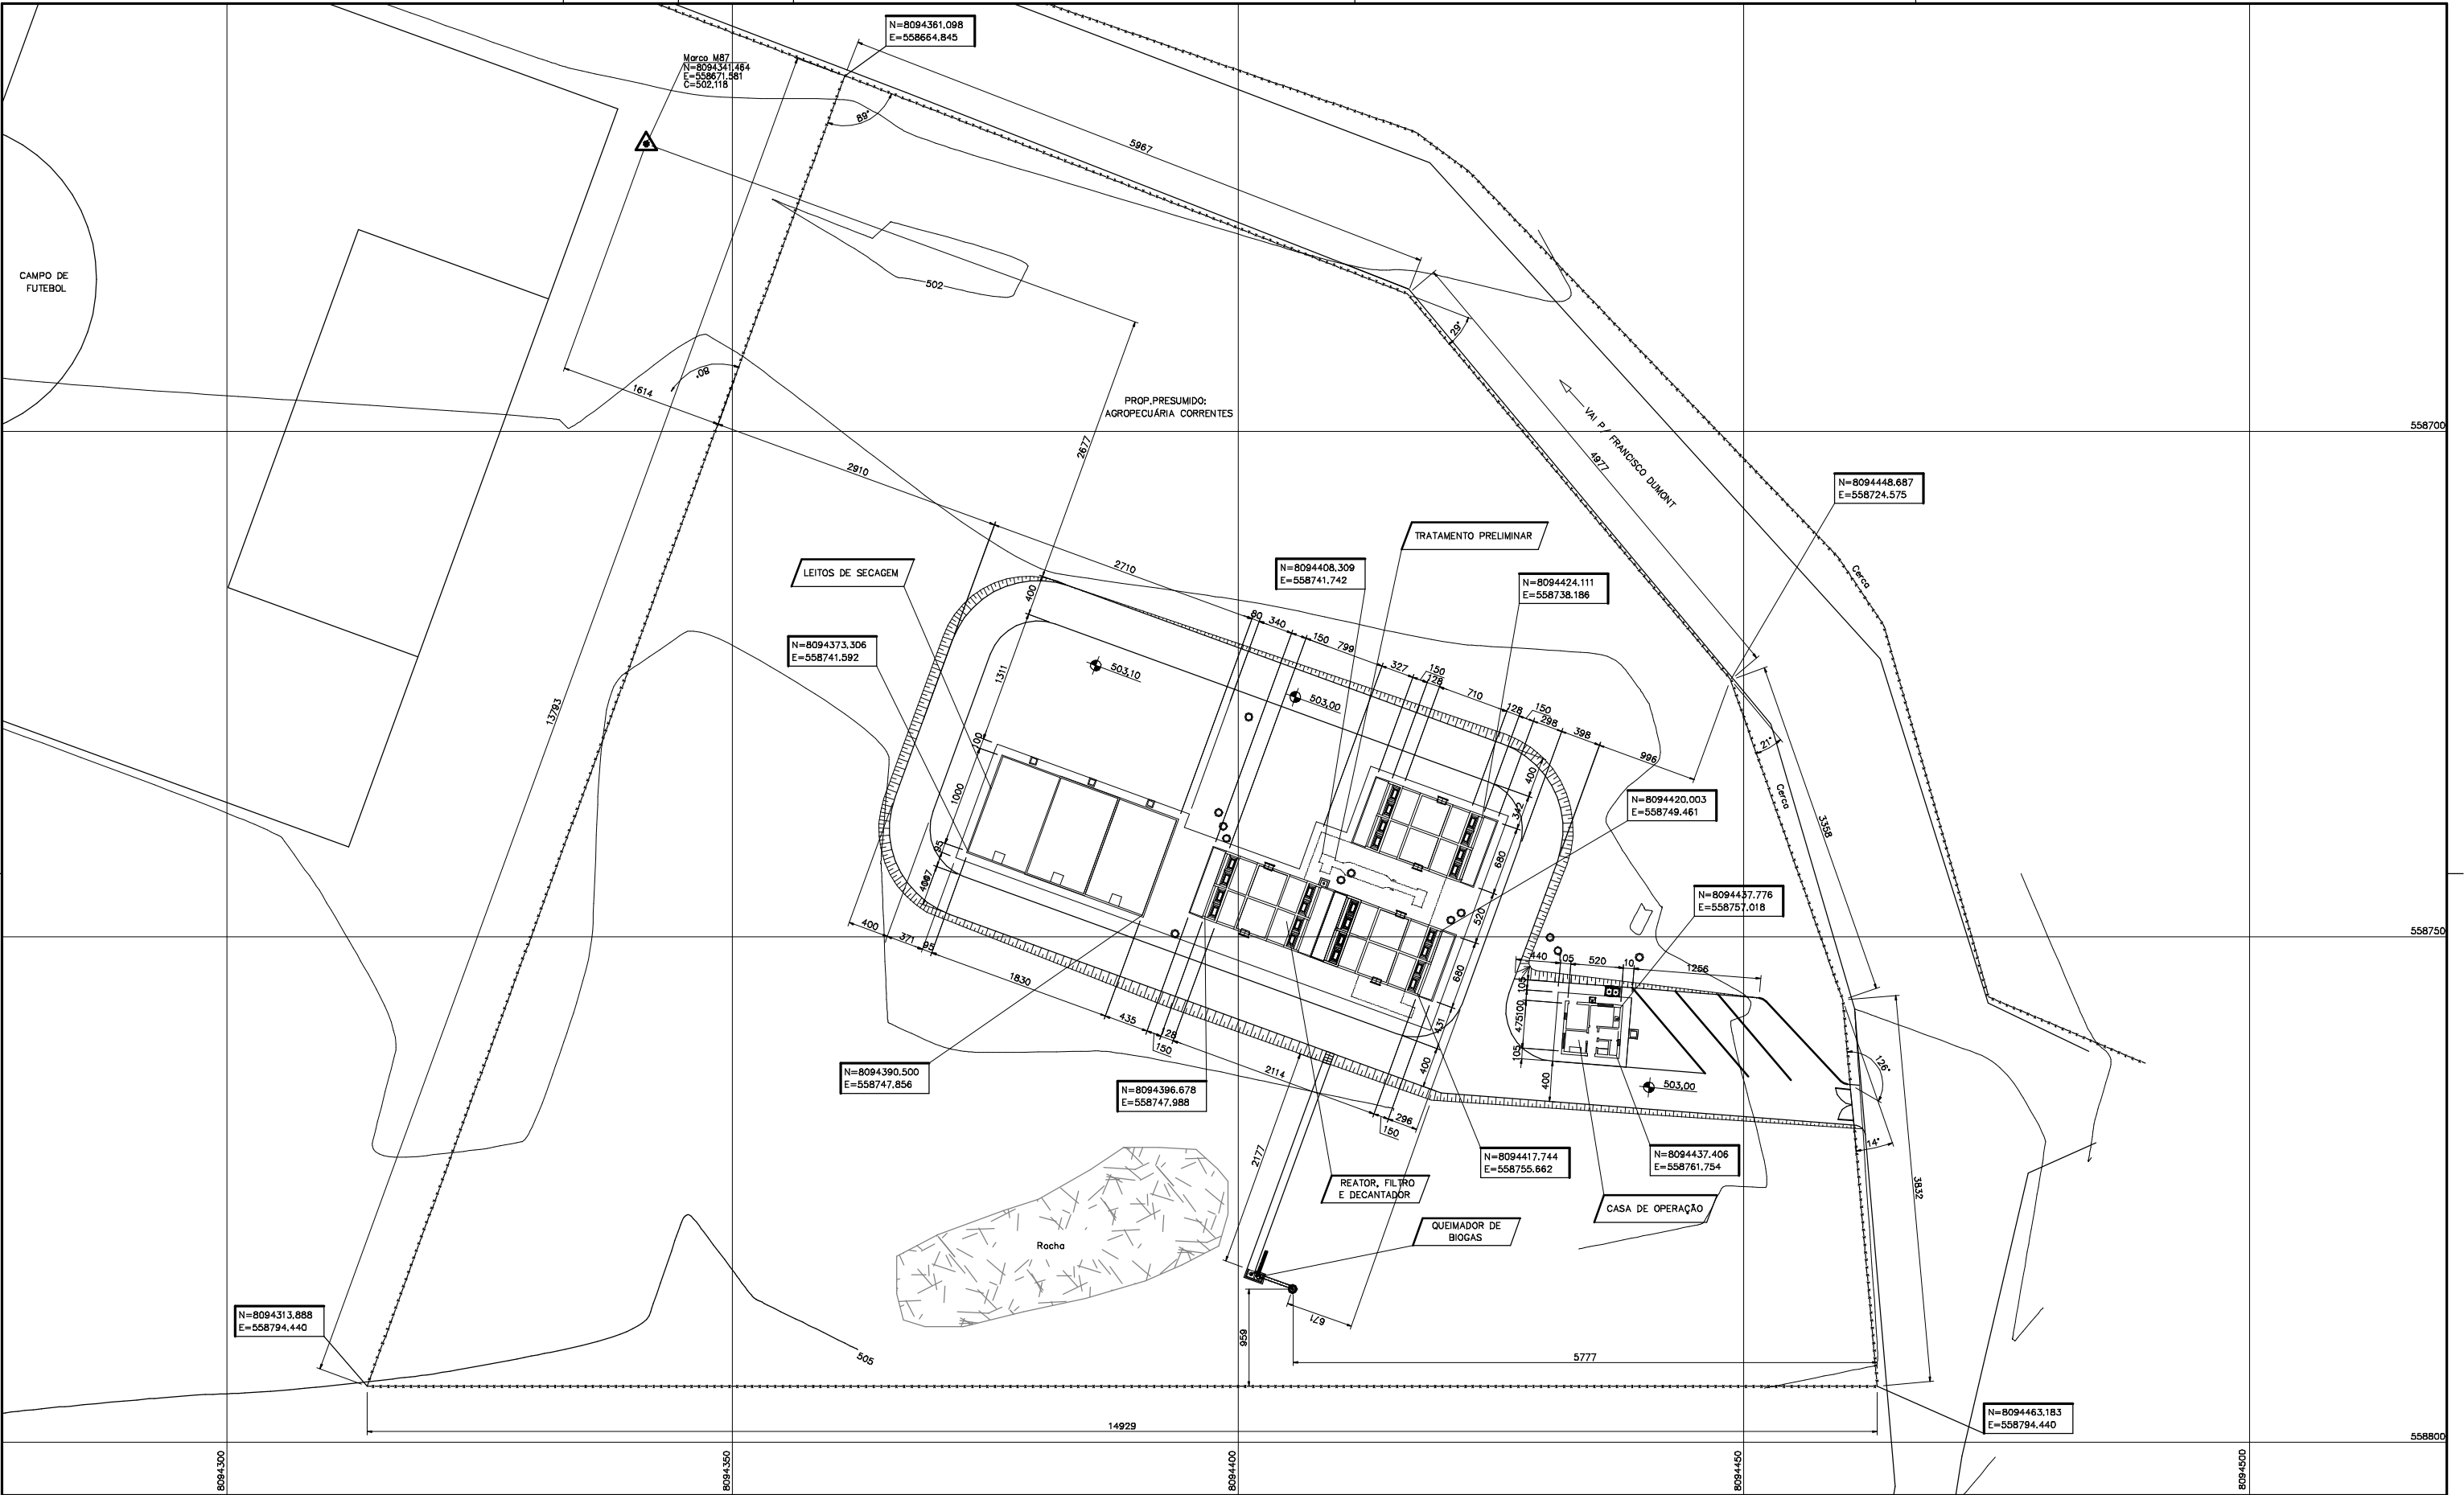 N=8094361,098
E=558664,845
Marco M87
N=8094341,464
E=558671,581
C=502,118
89°
5967
CAMPO DE
FUTEBOL
502
29°
80°
1614
PROP.PRESUMIDO:
AGROPECUÁRIA CORRENTES
2677
2910
VAI P/ FRANCISCO DUMONT
4977
558700
N=8094448,687
E=558724,575
TRATAMENTO PRELIMINAR
LEITOS DE SECAGEM
2710
N=8094408,309
E=558741,742
N=8094424,111
E=558738,186
Cerca
400
80
340
150
799
327
150
128
710
128
150
298
398
996
N=8094373,306
E=558741,592
503,10
503,00
1311
13793
21°
Cerca
100
1000
400
342
N=8094420,003
E=558749,461
3358
95
680
N=8094437,776
E=558757,018
520
400
371
95
558750
440
105
520
10
1256
1830
680
105
100
475
105
435
128
150
431
400
2114
400
503,00
126°
N=8094390,500
E=558747,856
N=8094396,678
E=558747,988
296
150
14°
2177
N=8094417,744
E=558755,662
N=8094437,406
E=558761,754
REATOR, FILTRO
E DECANTADOR
3832
CASA DE OPERAÇÃO
QUEIMADOR DE
BIOGAS
Rocha
N=8094313,888
E=558794,440
671
959
505
5777
14929
N=8094463,183
E=558794,440
558800
8094300
8094350
8094400
8094450
8094500